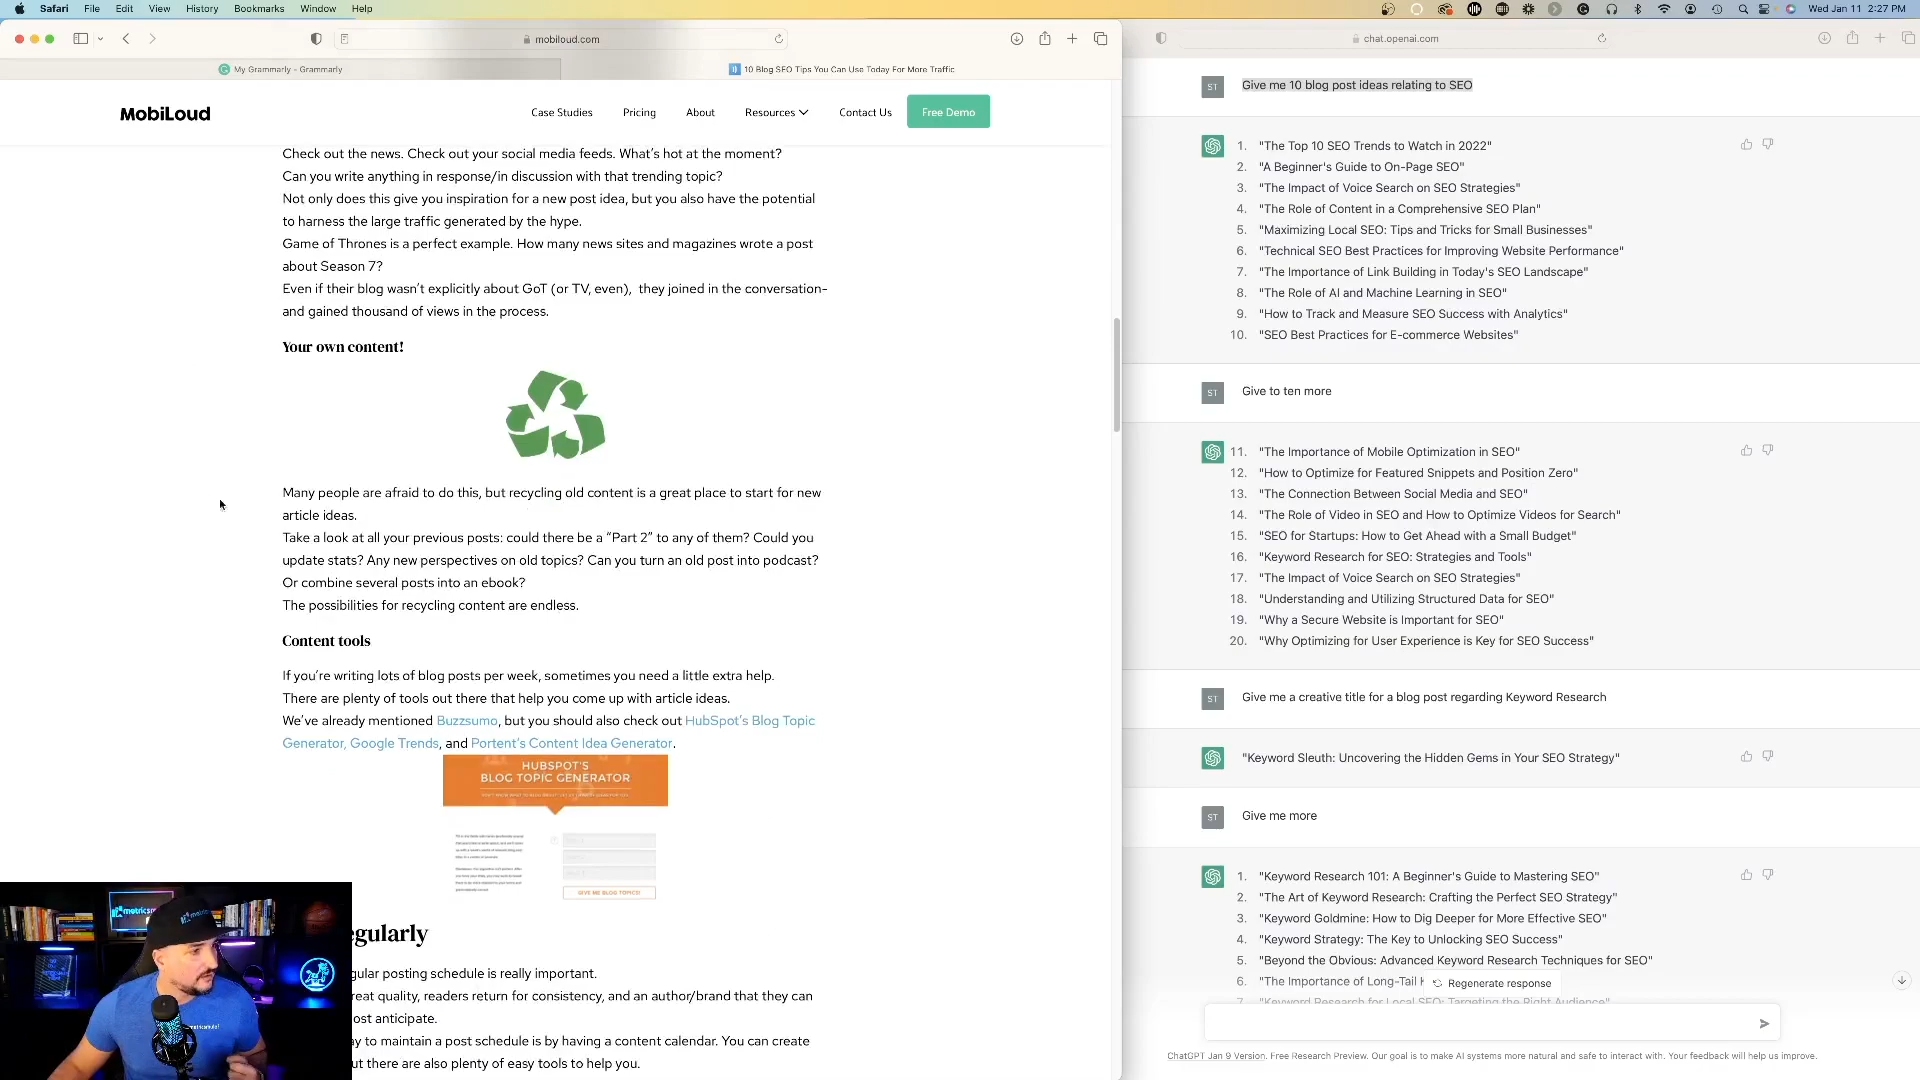 Safari File Edit View History Bookmarks Window Help
Wed Jan 11 2:27 PM
mobiloud.com
My Grammarly - Grammarly
10 Blog SEO Tips You Can Use Today For More Traffic
MobiLoud
Case Studies Pricing About Resources Contact Us Free Demo
Check out the news. Check out your social media feeds. What's hot at the moment?
Can you write anything in response/in discussion with that trending topic?
Not only does this give you inspiration for a new post idea, but you also have the potential
to harness the large traffic generated by the hype.
Game of Thrones is a perfect example. How many news sites and magazines wrote a post
about Season 7?
Even if their blog wasn't explicitly about GoT (or TV, even), they joined in the conversation–
and gained thousand of views in the process.
Your own content!
Many people are afraid to do this, but recycling old content is a great place to start for new
article ideas.
Take a look at all your previous posts: could there be a “Part 2” to any of them? Could you
update stats? Any new perspectives on old topics? Can you turn an old post into podcast?
Or combine several posts into an ebook?
The possibilities for recycling content are endless.
Content tools
If you're writing lots of blog posts per week, sometimes you need a little extra help.
There are plenty of tools out there that help you come up with article ideas.
We've already mentioned Buzzsumo, but you should also check out HubSpot's Blog Topic
Generator, Google Trends, and Portent's Content Idea Generator.
HUBSPOT'S
BLOG TOPIC GENERATOR
GIVE ME BLOG TOPICS!
egularly
gular posting schedule is really important.
reat quality, readers return for consistency, and an author/brand that they can
ost anticipate.
ay to maintain a post schedule is by having a content calendar. You can create
ut there are also plenty of easy tools to help you.
metrics
chat.openai.com
ST
Give me 10 blog post ideas relating to SEO
1. "The Top 10 SEO Trends to Watch in 2022"
2. "A Beginner's Guide to On-Page SEO"
3. "The Impact of Voice Search on SEO Strategies"
4. "The Role of Content in a Comprehensive SEO Plan"
5. "Maximizing Local SEO: Tips and Tricks for Small Businesses"
6. "Technical SEO Best Practices for Improving Website Performance"
7. "The Importance of Link Building in Today's SEO Landscape"
8. "The Role of AI and Machine Learning in SEO"
9. "How to Track and Measure SEO Success with Analytics"
10. "SEO Best Practices for E-commerce Websites"
ST
Give to ten more
11. "The Importance of Mobile Optimization in SEO"
12. "How to Optimize for Featured Snippets and Position Zero"
13. "The Connection Between Social Media and SEO"
14. "The Role of Video in SEO and How to Optimize Videos for Search"
15. "SEO for Startups: How to Get Ahead with a Small Budget"
16. "Keyword Research for SEO: Strategies and Tools"
17. "The Impact of Voice Search on SEO Strategies"
18. "Understanding and Utilizing Structured Data for SEO"
19. "Why a Secure Website is Important for SEO"
20. "Why Optimizing for User Experience is Key for SEO Success"
ST
Give me a creative title for a blog post regarding Keyword Research
"Keyword Sleuth: Uncovering the Hidden Gems in Your SEO Strategy"
ST
Give me more
1. "Keyword Research 101: A Beginner's Guide to Mastering SEO"
2. "The Art of Keyword Research: Crafting the Perfect SEO Strategy"
3. "Keyword Goldmine: How to Dig Deeper for More Effective SEO"
4. "Keyword Strategy: The Key to Unlocking SEO Success"
5. "Beyond the Obvious: Advanced Keyword Research Techniques for SEO"
6. "The Importance of Long-Tail K
Regenerate response
7. "Keyword Research for Local SEO: Targeting the Right Audience"
ChatGPT Jan 9 Version. Free Research Preview. Our goal is to make AI systems more natural and safe to interact with. Your feedback will help us improve.